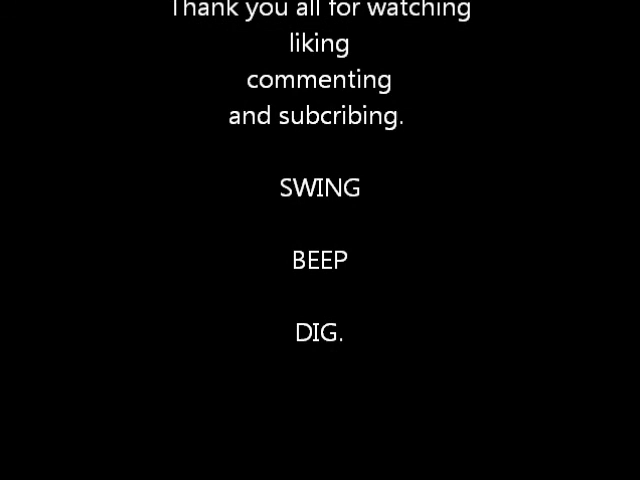 Thank you all for watching
liking
commenting
and subcribing.
SWING
BEEP
DIG.